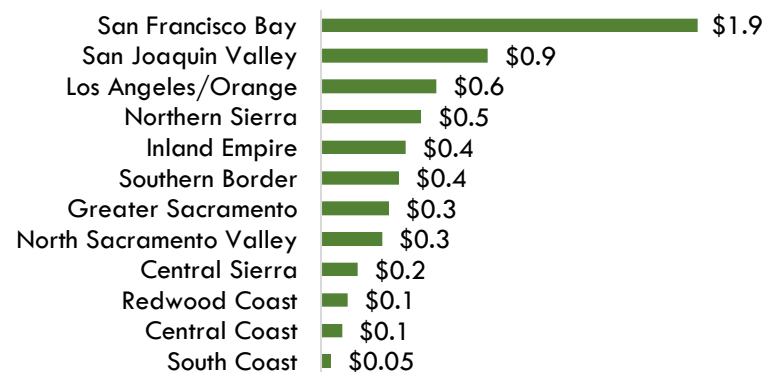 San Francisco Bay $1.9
San Joaquin Valley $0.9
Los Angeles/Orange $0.6
Northern Sierra $0.5
Inland Empire $0.4
Southern Border $0.4
Greater Sacramento $0.3
North Sacramento Valley $0.3
Central Sierra $0.2
Redwood Coast $0.1
Central Coast $0.1
South Coast $0.05